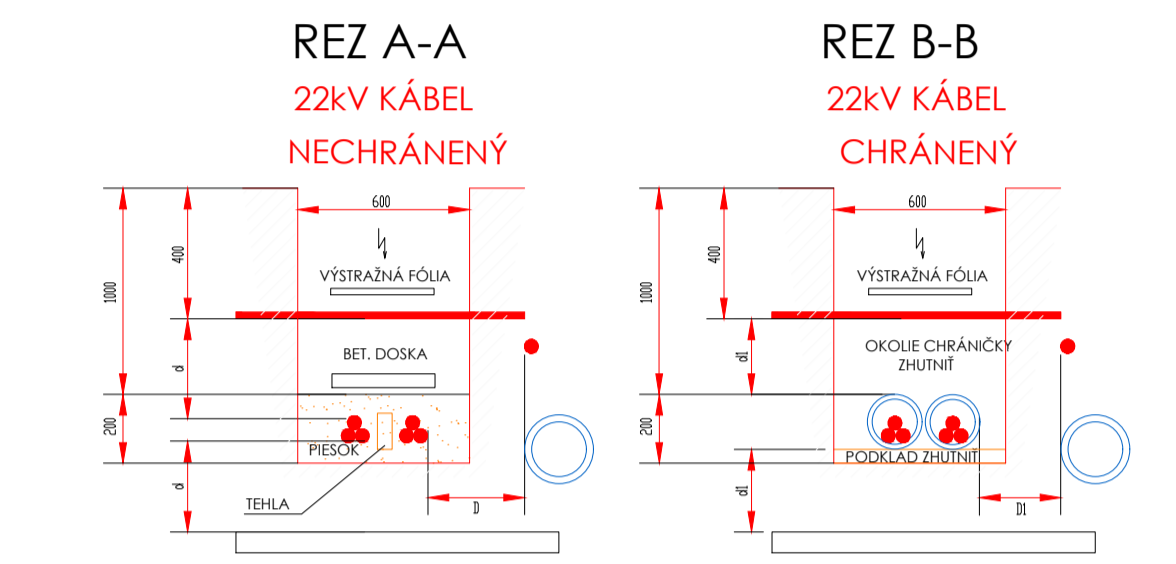 REZ A-A
22kV KÁBEL
NECHRÁNENÝ
600
400
1000
VÝSTRAŽNÁ FÓLIA
BET. DOSKA
d
200
PIESOK
TEHLA
d
D
REZ B-B
22kV KÁBEL
CHRÁNENÝ
600
400
1000
VÝSTRAŽNÁ FÓLIA
OKOLIE CHRÁNIČKY
ZHUTNIŤ
d1
200
PODKLAD ZHUTNIŤ
d1
D1